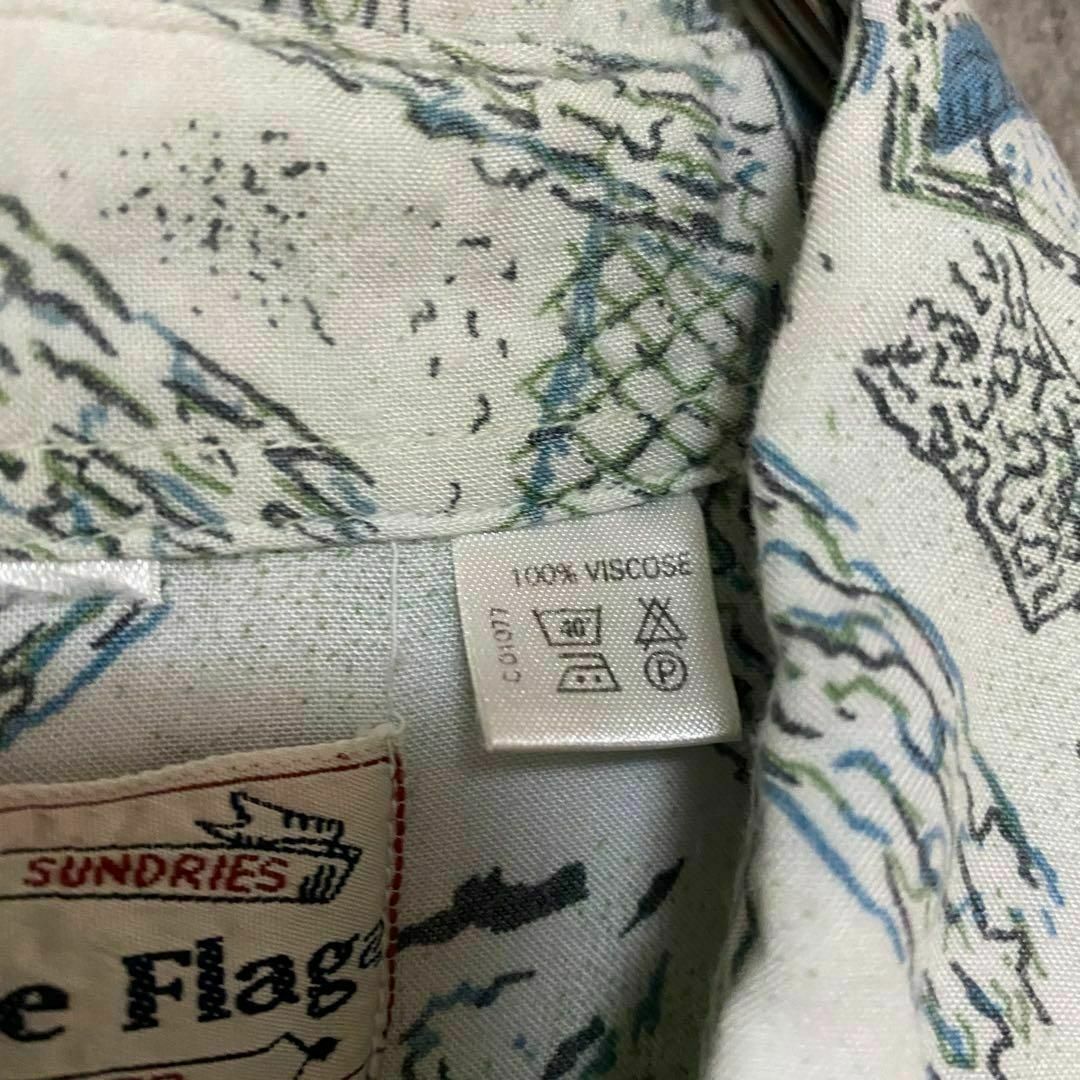 100% VISCOSE
C01077
40°
P
SUNDRIES
e Flag